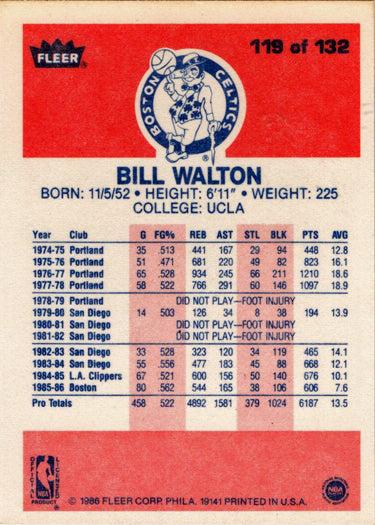 FLEER
119 of 132
BOSTON CELTICS
BILL WALTON
BORN: 11/5/52 • HEIGHT: 6'11" • WEIGHT: 225
COLLEGE: UCLA
Year Club G FG% REB AST STL BLK PTS AVG
1974-75 Portland 35 .513 441 167 29 94 448 12.8
1975-76 Portland 51 .471 681 220 49 82 823 16.1
1976-77 Portland 65 .528 934 245 66 211 1210 18.6
1977-78 Portland 58 .522 766 291 60 146 1097 18.9
1978-79 Portland DID NOT PLAY—FOOT INJURY
1979-80 San Diego 14 .503 126 34 8 38 194 13.9
1980-81 San Diego DID NOT PLAY—FOOT INJURY
1981-82 San Diego DID NOT PLAY—FOOT INJURY
1982-83 San Diego 33 .528 323 120 34 119 465 14.1
1983-84 San Diego 55 .556 477 183 45 88 668 12.1
1984-85 L.A. Clippers 67 .521 600 156 50 140 676 10.1
1985-86 Boston 80 .562 544 165 38 106 606 7.6
Pro Totals 458 .522 4892 1581 379 1024 6187 13.5
OFFICIAL LICENSED
NBA
PRODUCT
NBA
© 1986 FLEER CORP. PHILA. 19141 PRINTED IN U.S.A.